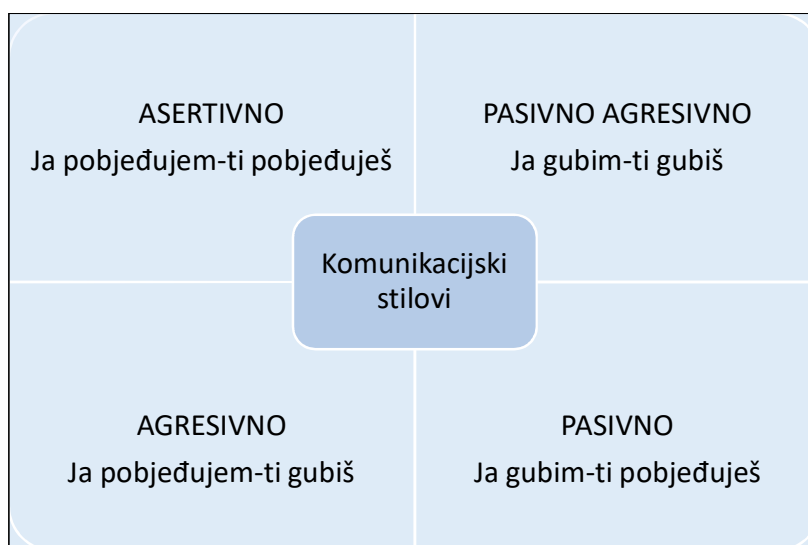 ASERTIVNO
Ja pobjeđujem-ti pobjeđuješ
PASIVNO AGRESIVNO
Ja gubim-ti gubiš
Komunikacijski
stilovi
AGRESIVNO
Ja pobjeđujem-ti gubiš
PASIVNO
Ja gubim-ti pobjeđuješ